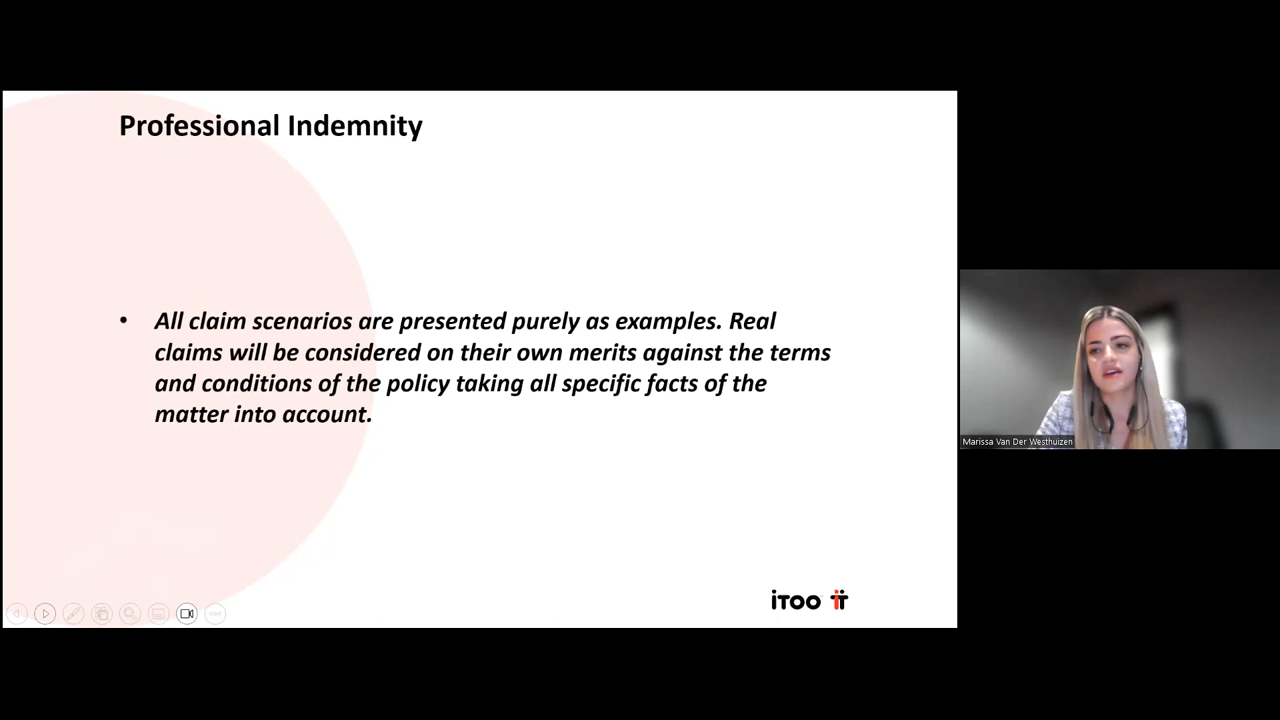 Professional Indemnity
• All claim scenarios are presented purely as examples. Real
claims will be considered on their own merits against the terms
and conditions of the policy taking all specific facts of the
matter into account.
iTOO
Marissa Van Der Westhuizen